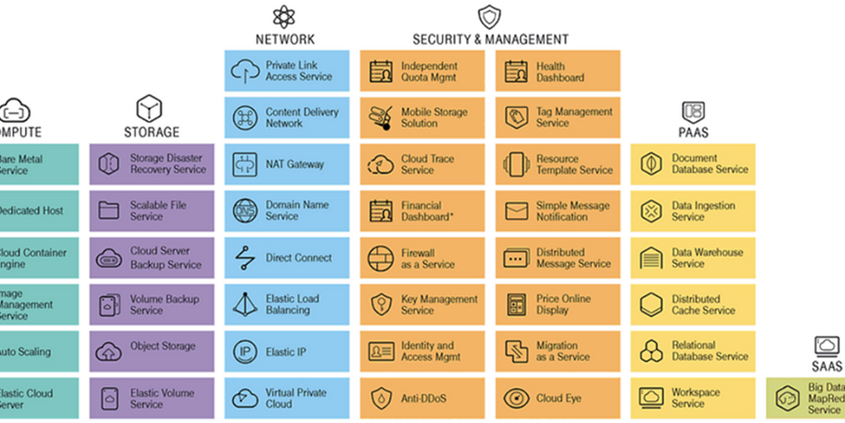 NETWORK
SECURITY & MANAGEMENT
STORAGE
PAAS
SAAS
Service
Dedicated Host
Cloud Container
Management
Service
Auto Scaling
Elastic Cloud
Server
Storage Disaster
Recovery Service
Scalable File
Service
Cloud Server
Backup Service
Volume Backup
Service
Object Storage
Elastic Volume
Service
Private Link
Access Service
Content Delivery
Network
NAT Gateway
Domain Name
Service
Direct Connect
Elastic Load
Balancing
Elastic IP
Virtual Private
Cloud
Independent
Quota Mgmt
Mobile Storage
Solution
Cloud Trace
Service
Financial
Dashboard*
Firewall
as a Service
Key Management
Service
Identity and
Access Mgmt
Anti-DDoS
Health
Dashboard
Tag Management
Service
Resource
Template Service
Simple Message
Notification
Distributed
Message Service
Price Online
Display
Migration
as a Service
Cloud Eye
Document
Database Service
Data Ingestion
Service
Data Warehouse
Service
Distributed
Cache Service
Relational
Database Service
Workspace
Service
Big Data
MapRed
Service